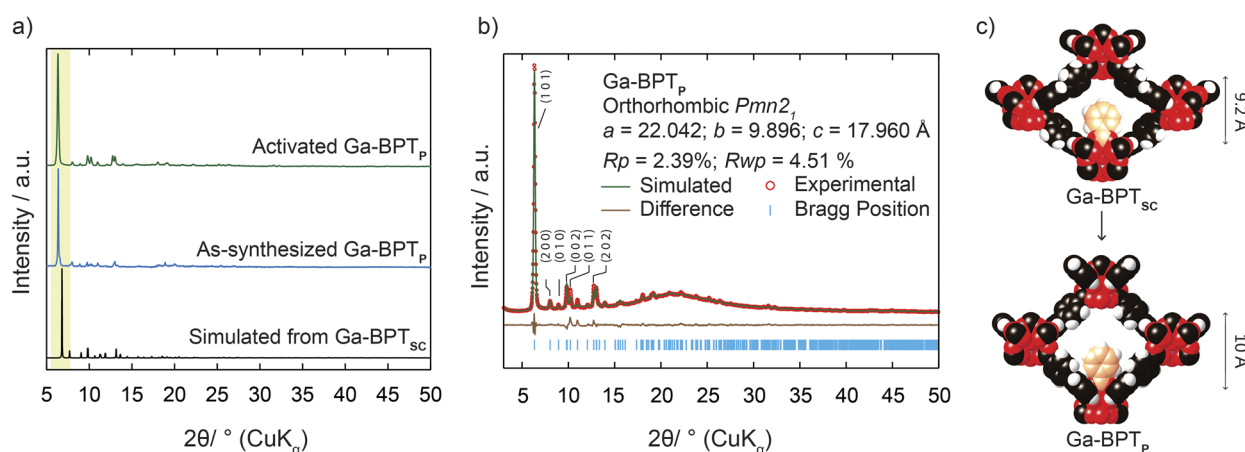 a)
Intensity / a.u.
Activated Ga-BPTP
As-synthesized Ga-BPTP
Simulated from Ga-BPTSC
5 10 15 20 25 30 35 40 45 50
2θ/ ° (CuKα)
b)
Intensity / a.u.
Ga-BPTP
Orthorhombic Pmn21
a = 22.042; b = 9.896; c = 17.960 Å
Rp = 2.39%; Rwp = 4.51 %
Simulated Experimental
Difference Bragg Position
(1 0 1)
(2 0 0)
(0 1 0)
(0 0 2)
(0 1 1)
(2 0 2)
5 10 15 20 25 30 35 40 45 50
2θ/ ° (CuKα)
c)
9.2 Å
Ga-BPTSC
10 Å
Ga-BPTP